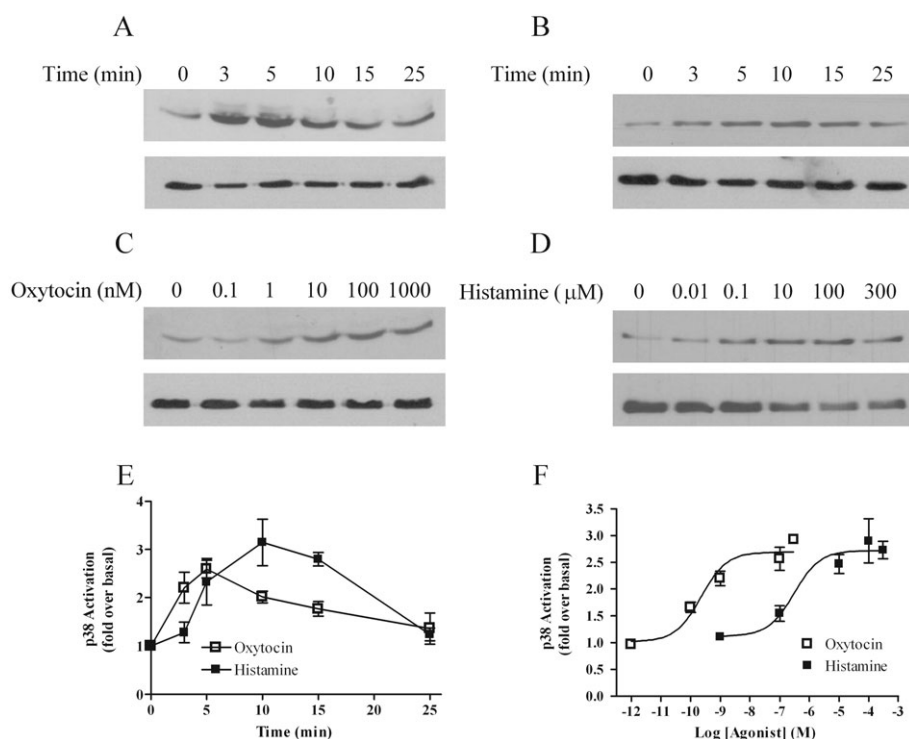 A
B
Time (min) 0 3 5 10 15 25
Time (min) 0 3 5 10 15 25
C
D
Oxytocin (nM) 0 0.1 1 10 100 1000
Histamine ( μM) 0 0.01 0.1 10 100 300
E
F
p38 Activation
(fold over basal)
4
3
2
1
0
Oxytocin
Histamine
0 5 10 15 20 25
Time (min)
p38 Activation
(fold over basal)
3.5
3.0
2.5
2.0
1.5
1.0
0.5
0.0
Oxytocin
Histamine
-12 -11 -10 -9 -8 -7 -6 -5 -4 -3
Log [Agonist] (M)